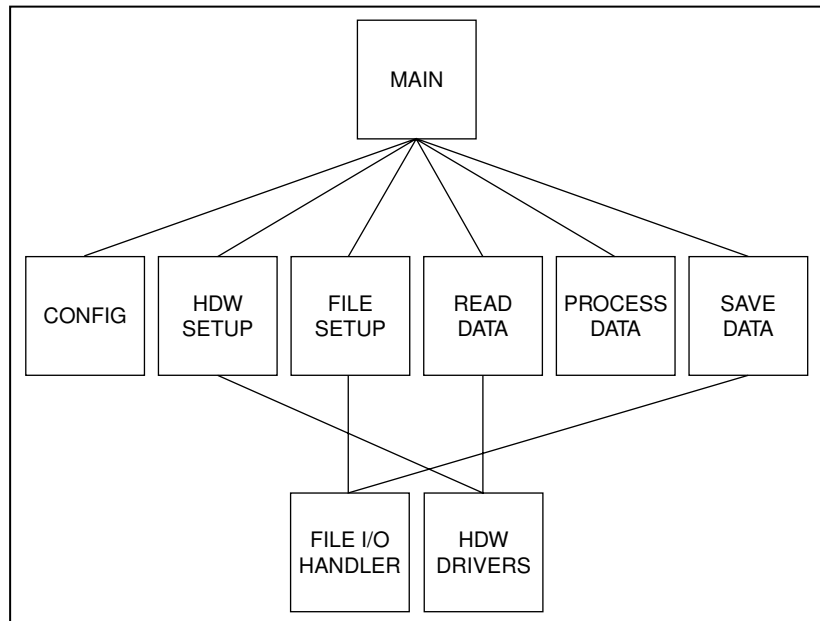 MAIN
CONFIG
HDW
SETUP
FILE
SETUP
READ
DATA
PROCESS
DATA
SAVE
DATA
FILE I/O
HANDLER
HDW
DRIVERS